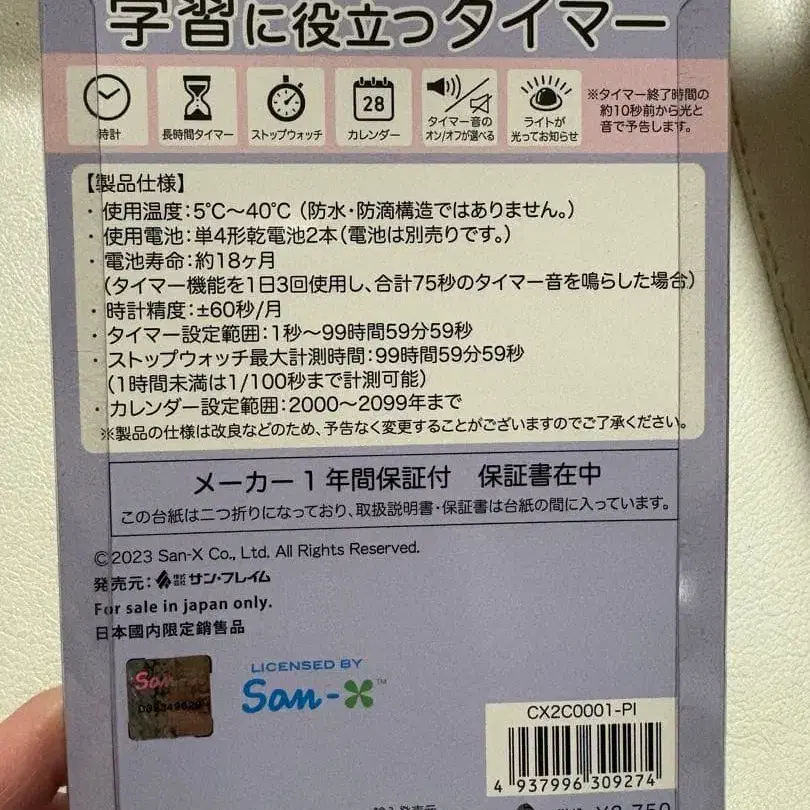 学習に役立つタイマー
時計
長時間タイマー
ストップウォッチ
28
カレンダー
タイマー音の
オン/オフが選べる
ライトが
光ってお知らせ
※タイマー終了時間の
約10秒前から光と
音で予告します。
【製品仕様】
・使用温度:5℃〜40℃(防水・防滴構造ではありません。)
・使用電池:単4形乾電池2本(電池は別売りです。)
・電池寿命:約18ヶ月
(タイマー機能を1日3回使用し、合計75秒のタイマー音を鳴らした場合)
・時計精度:±60秒/月
・タイマー設定範囲:1秒〜99時間59分59秒
・ストップウォッチ最大計測時間:99時間59分59秒
(1時間未満は1/100秒まで計測可能)
・カレンダー設定範囲:2000〜2099年まで
※製品の仕様は改良などのため、予告なく変更することがございますのでご了承ください。
メーカー1年間保証付 保証書在中
この台紙は二つ折りになっており、取扱説明書・保証書は台紙の間に入っています。
©2023 San-X Co., Ltd. All Rights Reserved.
発売元:株式会社サン・フレイム
For sale in japan only.
日本國内限定銷售品
LICENSED BY
San-X™
CX2C0001-PI
4 937996 309274